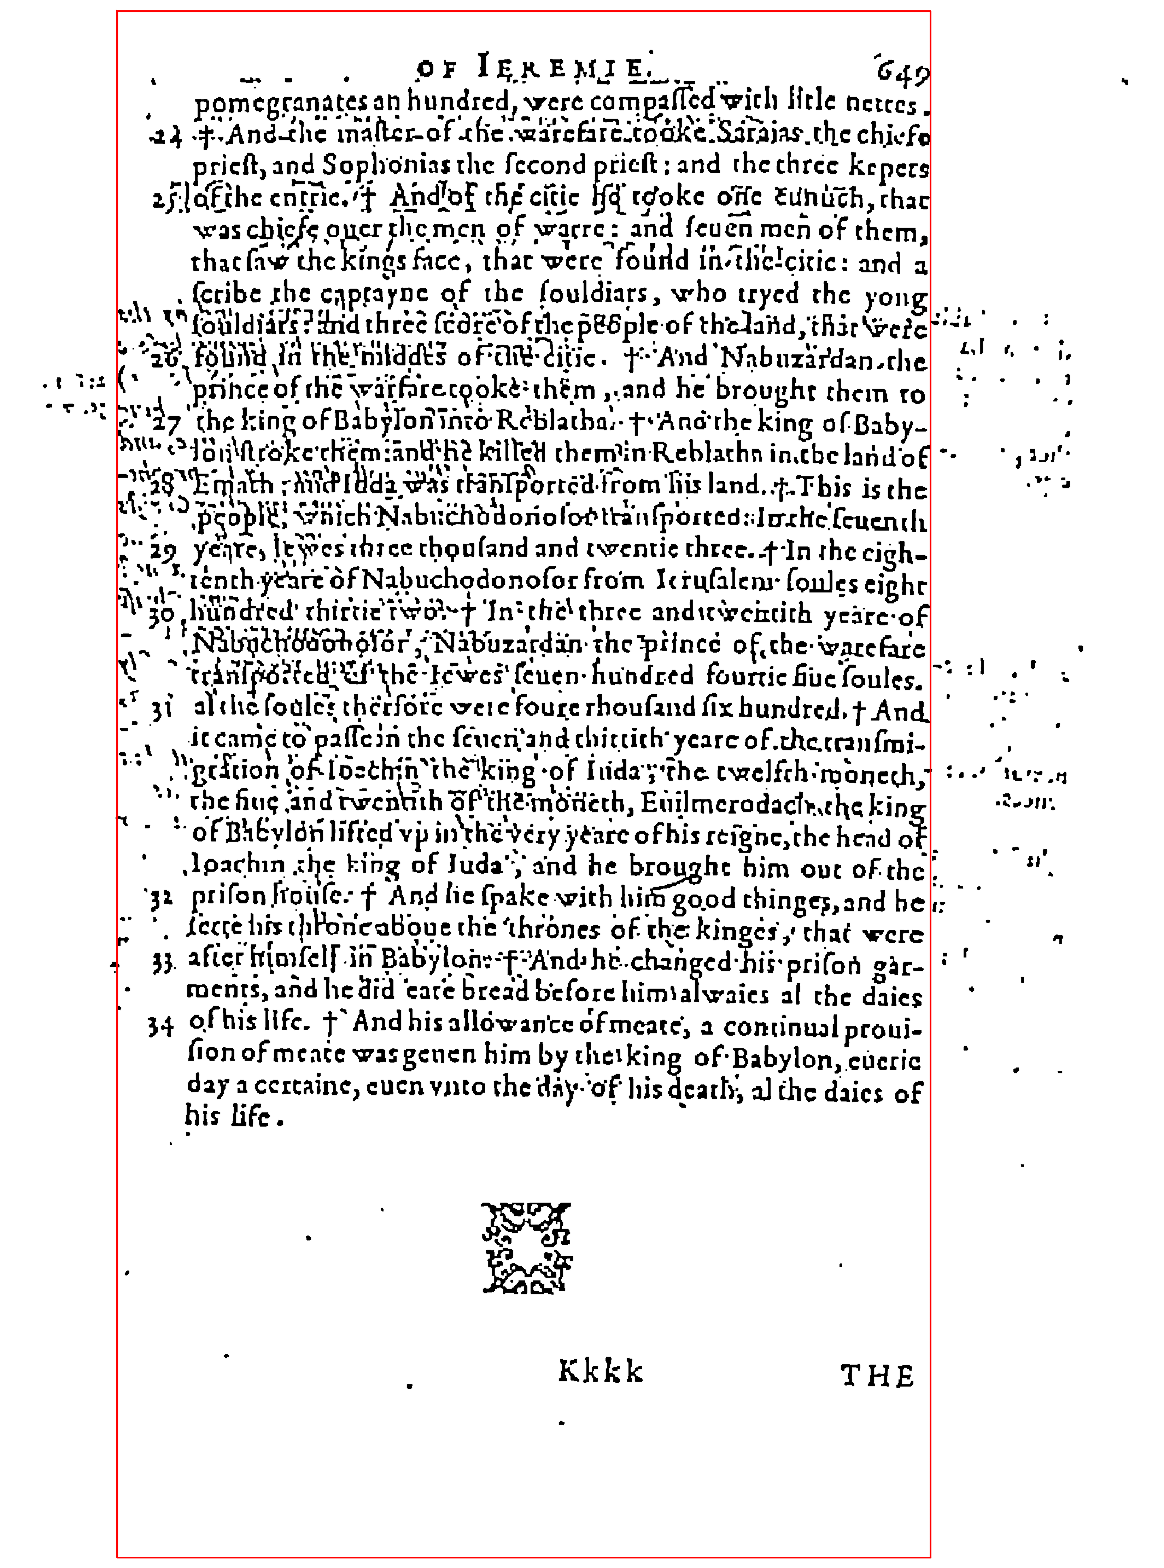 OF IEREMIE. 649
pomegranates an hundred, were compassed with litle nettes.
24 † And the master of the warefare tooke Saraias the chiefe
priest, and Sophonias the second priest: and the three kepers
25 of the entrie. † And of the citie he tooke one eunuch, that
was chiefe ouer the men of warre: and seuen men of them,
that saw the kings face, that were found in the citie: and a
scribe the captayne of the souldiars, who tryed the yong
souldiars: and three score of the people of the land, that were
26 found in the middes of the citie. † And Nabuzardan the
prince of the warfare tooke them, and he brought them to
27 the king of Babylon into Reblatha. † And the king of Baby-
lon stroke them: and he killed them in Reblatha in the land of
28 Emath: and Iuda was transported from his land. † This is the
people, which Nabuchodonosor transported: In the seuenth
29 yeare, Iewes three thousand and twentie three. † In the eigh-
tenth yeare of Nabuchodonosor from Ierusalem soules eight
30 hundred thirtie two. † In the three and twentith yeare of
Nabuchodonosor, Nabuzardan the prince of the warefare
transported of the Iewes seuen hundred fourtie fiue soules.
31 al the soules therfore were foure thousand six hundred. † And
it came to passe in the seuen and thirtith yeare of the transmi-
gration of Ioachin the king of Iuda, the twelfth moneth,
the fiue and twentith of the moneth, Euilmerodach the king
of Babylon lifted vp in the very yeare of his reigne, the head of
Ioachin the king of Iuda, and he brought him out of the
32 prison house. † And he spake with him good thinges, and he
sette his throne aboue the thrones of the kinges, that were
33 after himself in Babylon. † And he changed his prison gar-
ments, and he did eate bread before him alwaies al the daies
34 of his life. † And his allowance of meate, a continual proui-
sion of meate was geuen him by the king of Babylon, euerie
day a certaine, euen vnto the day of his death, al the daies of
his life.
Kkkk THE